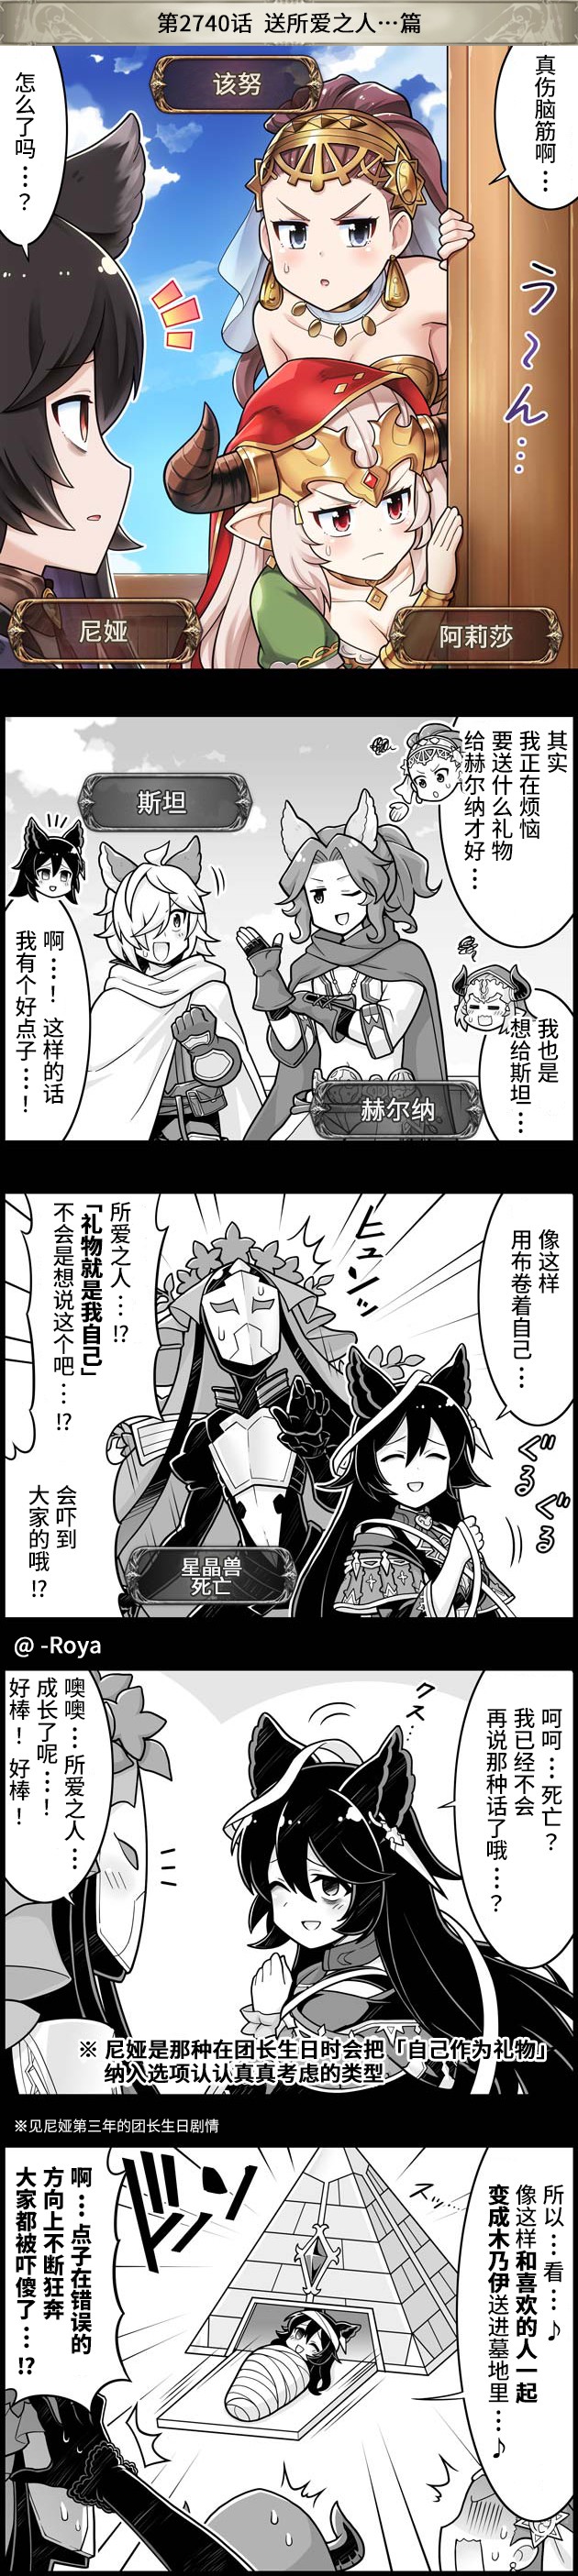 第2740话 送所爱之人…篇
真伤脑筋啊…
怎么了吗…？
该努
う～ん…
尼娅
阿莉莎
其实
我正在烦恼
要送什么礼物
给赫尔纳才好…
我也是
想给斯坦…
斯坦
赫尔纳
啊…！这样的话
我有个好点子…！
像这样
用布卷着自己…
ぐるぐる
ヒュンッ
所爱之人…!?
「礼物就是我自己」
不会是想说这个吧…!?
会吓到
大家的哦!?
星晶兽
死亡
@ -Roya
呵呵…死亡？
我已经不会
再说那种话了哦…？
クス…
噢噢…所爱之人…
成长了呢…！
好棒！好棒！
※ 尼娅是那种在团长生日时会把「自己作为礼物」
纳入选项认认真真考虑的类型
※见尼娅第三年的团长生日剧情
所以…看…♪
像这样和喜欢的人一起
变成木乃伊送进墓地里…♪
スッ…
ドンッ
啊…点子在错误的
方向上不断狂奔
大家都被吓傻了…!?